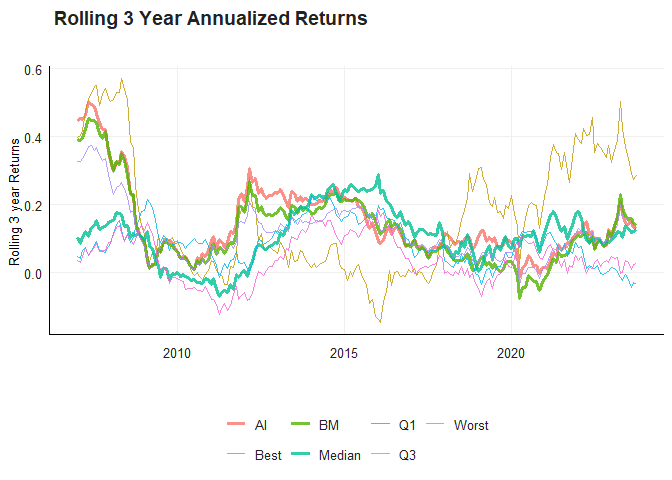 Rolling 3 Year Annualized Returns
Rolling 3 year Returns
0.6
0.4
0.2
0.0
2010
2015
2020
AI
BM
Q1
Worst
Best
Median
Q3